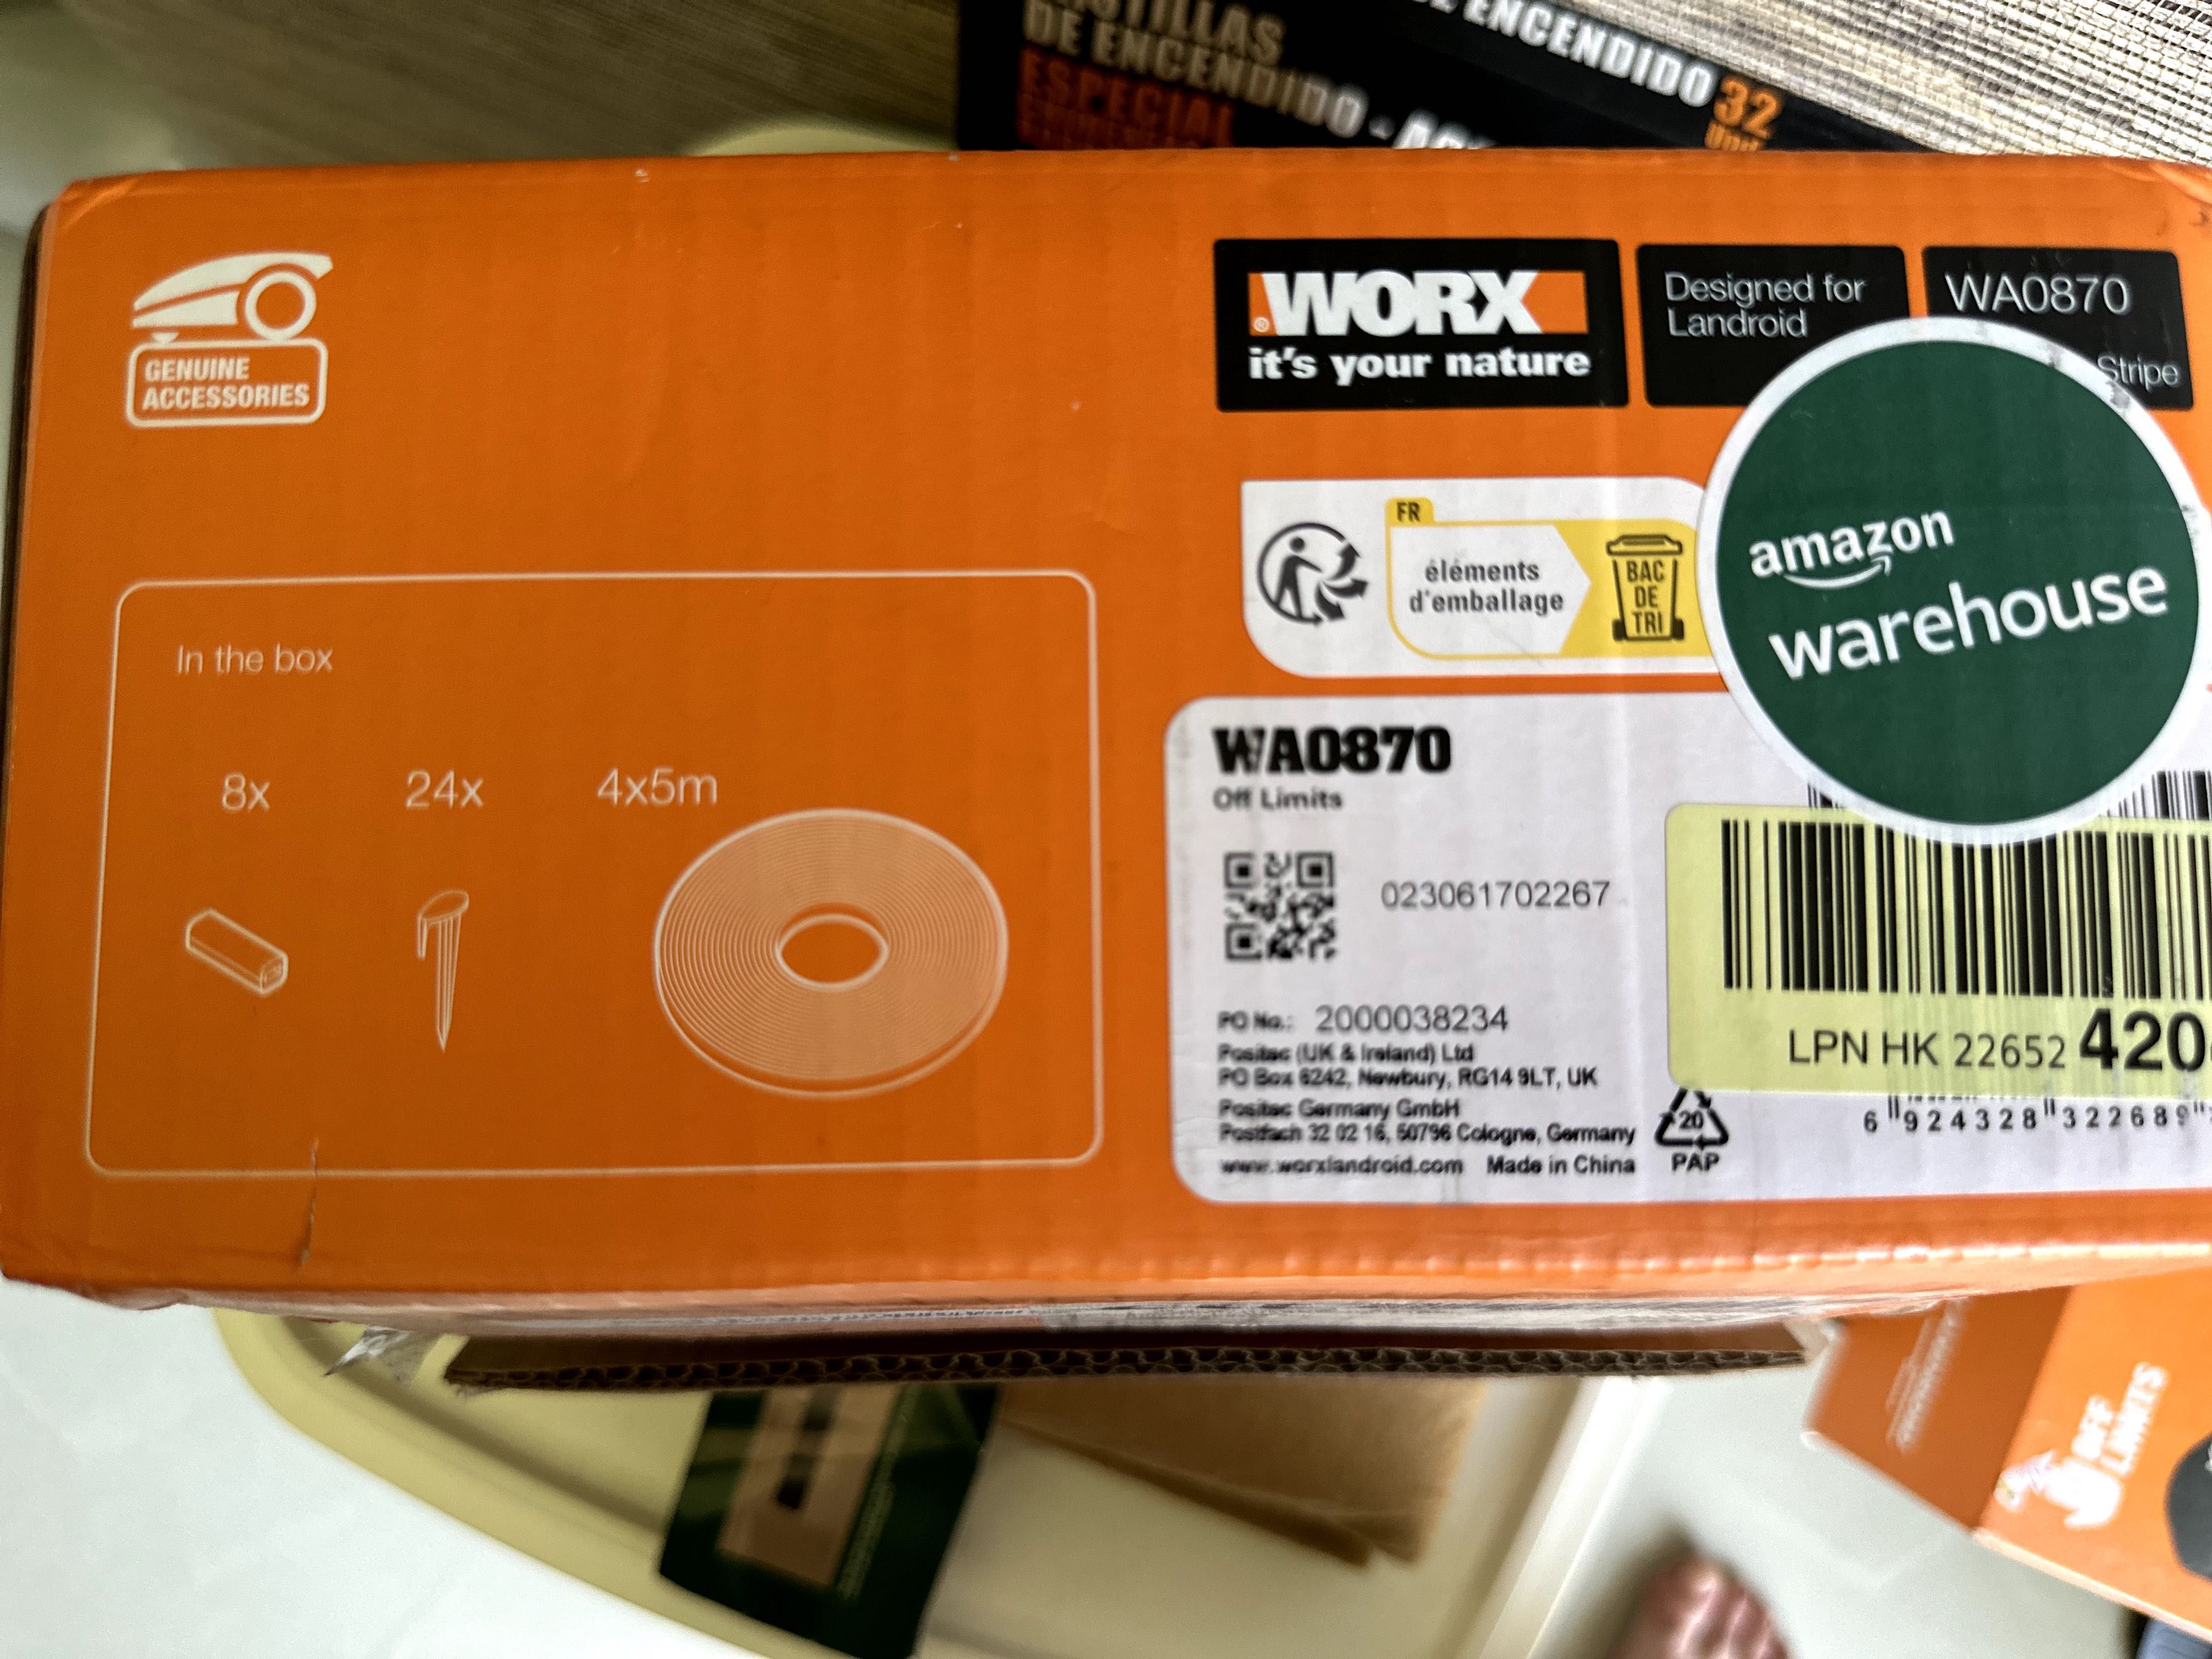 DE ENCENDIDO -
ESPECIAL
ENCENDIDO 32
GENUINE
ACCESSORIES
WORX
®
it's your nature
Designed for
Landroid
WA0870
Stripe
FR
éléments
d'emballage
BAC
DE
TRI
amazon
warehouse
In the box
8x
24x
4x5m
WA0870
Off Limits
023061702267
PO No.: 2000038234
Positec (UK & Ireland) Ltd
PO Box 6242, Newbury, RG14 9LT, UK
Positec Germany GmbH
Postfach 32 02 16, 50796 Cologne, Germany
www.worxlandroid.com Made in China
20
PAP
LPN HK 22652 420
6 924328 322689
OFF
LIMITS